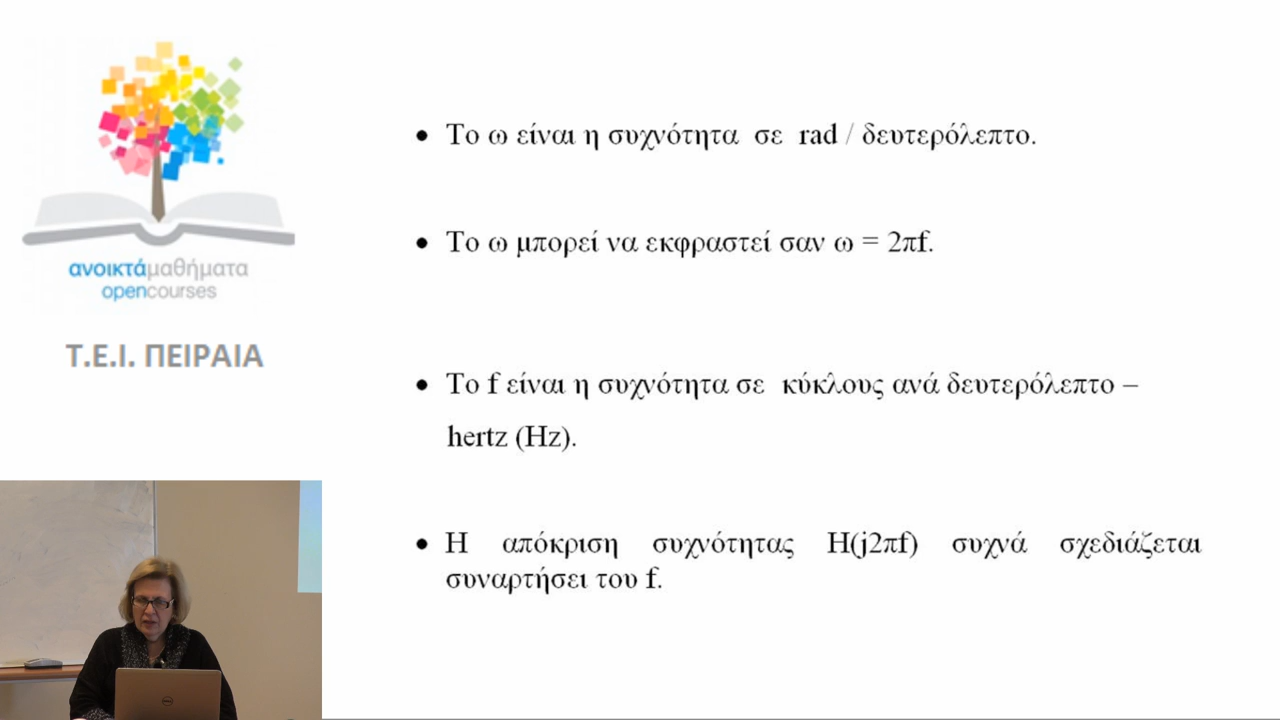 ανοικτάμαθήματα
opencourses
Τ.Ε.Ι. ΠΕΙΡΑΙΑ
• Το ω είναι η συχνότητα σε rad / δευτερόλεπτο.
• Το ω μπορεί να εκφραστεί σαν ω = 2πf.
• Το f είναι η συχνότητα σε κύκλους ανά δευτερόλεπτο –
hertz (Hz).
• Η απόκριση συχνότητας H(j2πf) συχνά σχεδιάζεται
συναρτήσει του f.